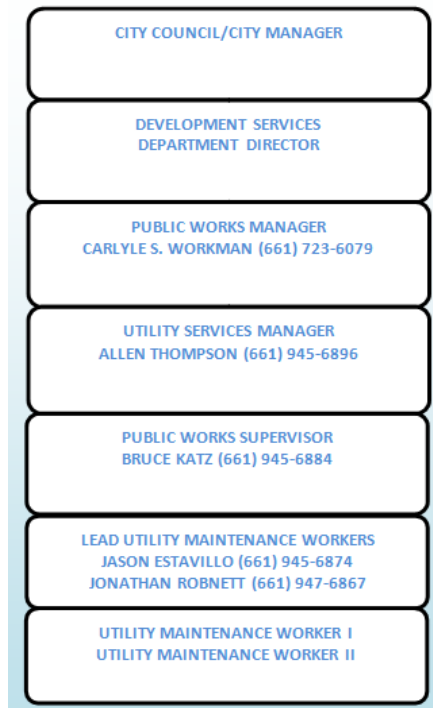 CITY COUNCIL/CITY MANAGER
DEVELOPMENT SERVICES
DEPARTMENT DIRECTOR
PUBLIC WORKS MANAGER
CARLYLE S. WORKMAN (661) 723-6079
UTILITY SERVICES MANAGER
ALLEN THOMPSON (661) 945-6896
PUBLIC WORKS SUPERVISOR
BRUCE KATZ (661) 945-6884
LEAD UTILITY MAINTENANCE WORKERS
JASON ESTAVILLO (661) 945-6874
JONATHAN ROBNETT (661) 947-6867
UTILITY MAINTENANCE WORKER I
UTILITY MAINTENANCE WORKER II